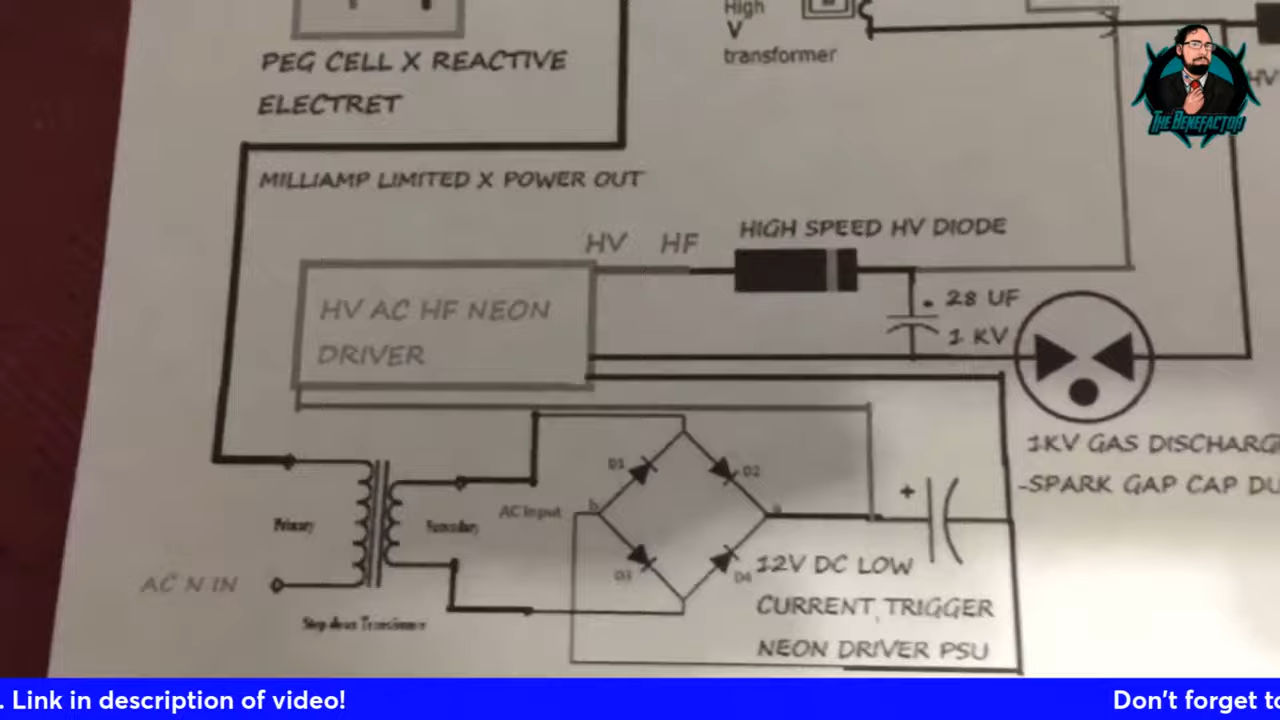 High
V
transformer
PEG CELL X REACTIVE
ELECTRET
THE BENEFACTOR
HV
MILLIAMP LIMITED X POWER OUT
HV HF
HIGH SPEED HV DIODE
. 28 UF
1 KV
HV AC HF NEON
DRIVER
1KV GAS DISCHARG
-SPARK GAP CAP DU
D1
D2
b
a
+
AC Input
Primary
Secondary
D3
D4
12V DC LOW
CURRENT, TRIGGER
NEON DRIVER PSU
AC N IN
Step down Transformer
. Link in description of video!
Don't forget to